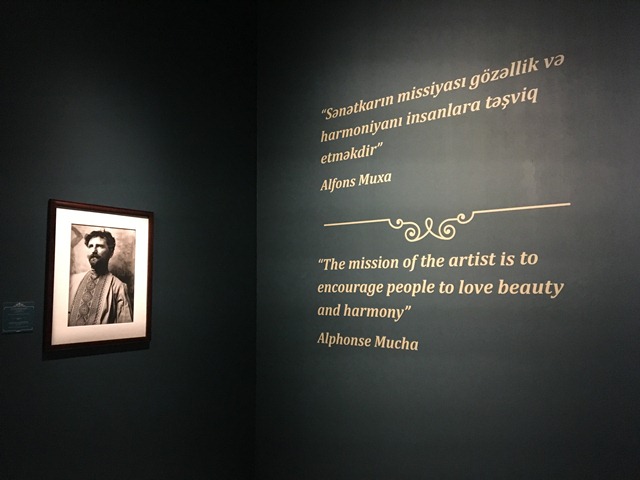 “Sənətkarın missiyası gözəllik və
harmoniyanı insanlara təşviq
etməkdir”
Alfons Muxa
“The mission of the artist is to
encourage people to love beauty
and harmony”
Alphonse Mucha